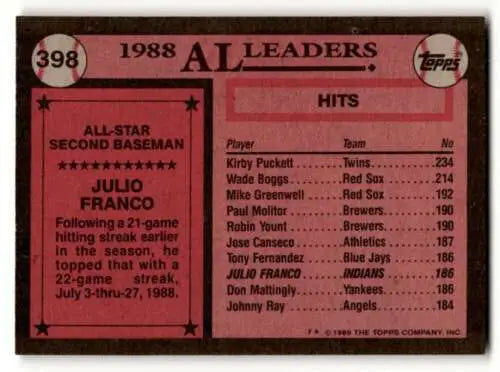 398
1988 AL LEADERS
Topps
ALL-STAR
SECOND BASEMAN
★★★★★★★★★★★
JULIO
FRANCO
Following a 21-game
hitting streak earlier
in the season, he
topped that with a
22-game streak,
July 3-thru-27, 1988.
HITS
Player Team No
Kirby Puckett Twins 234
Wade Boggs Red Sox 214
Mike Greenwell Red Sox 192
Paul Molitor Brewers 190
Robin Yount Brewers 190
Jose Canseco Athletics 187
Tony Fernandez Blue Jays 186
JULIO FRANCO INDIANS 186
Don Mattingly Yankees 186
Johnny Ray Angels 184
© 1989 THE TOPPS COMPANY, INC.